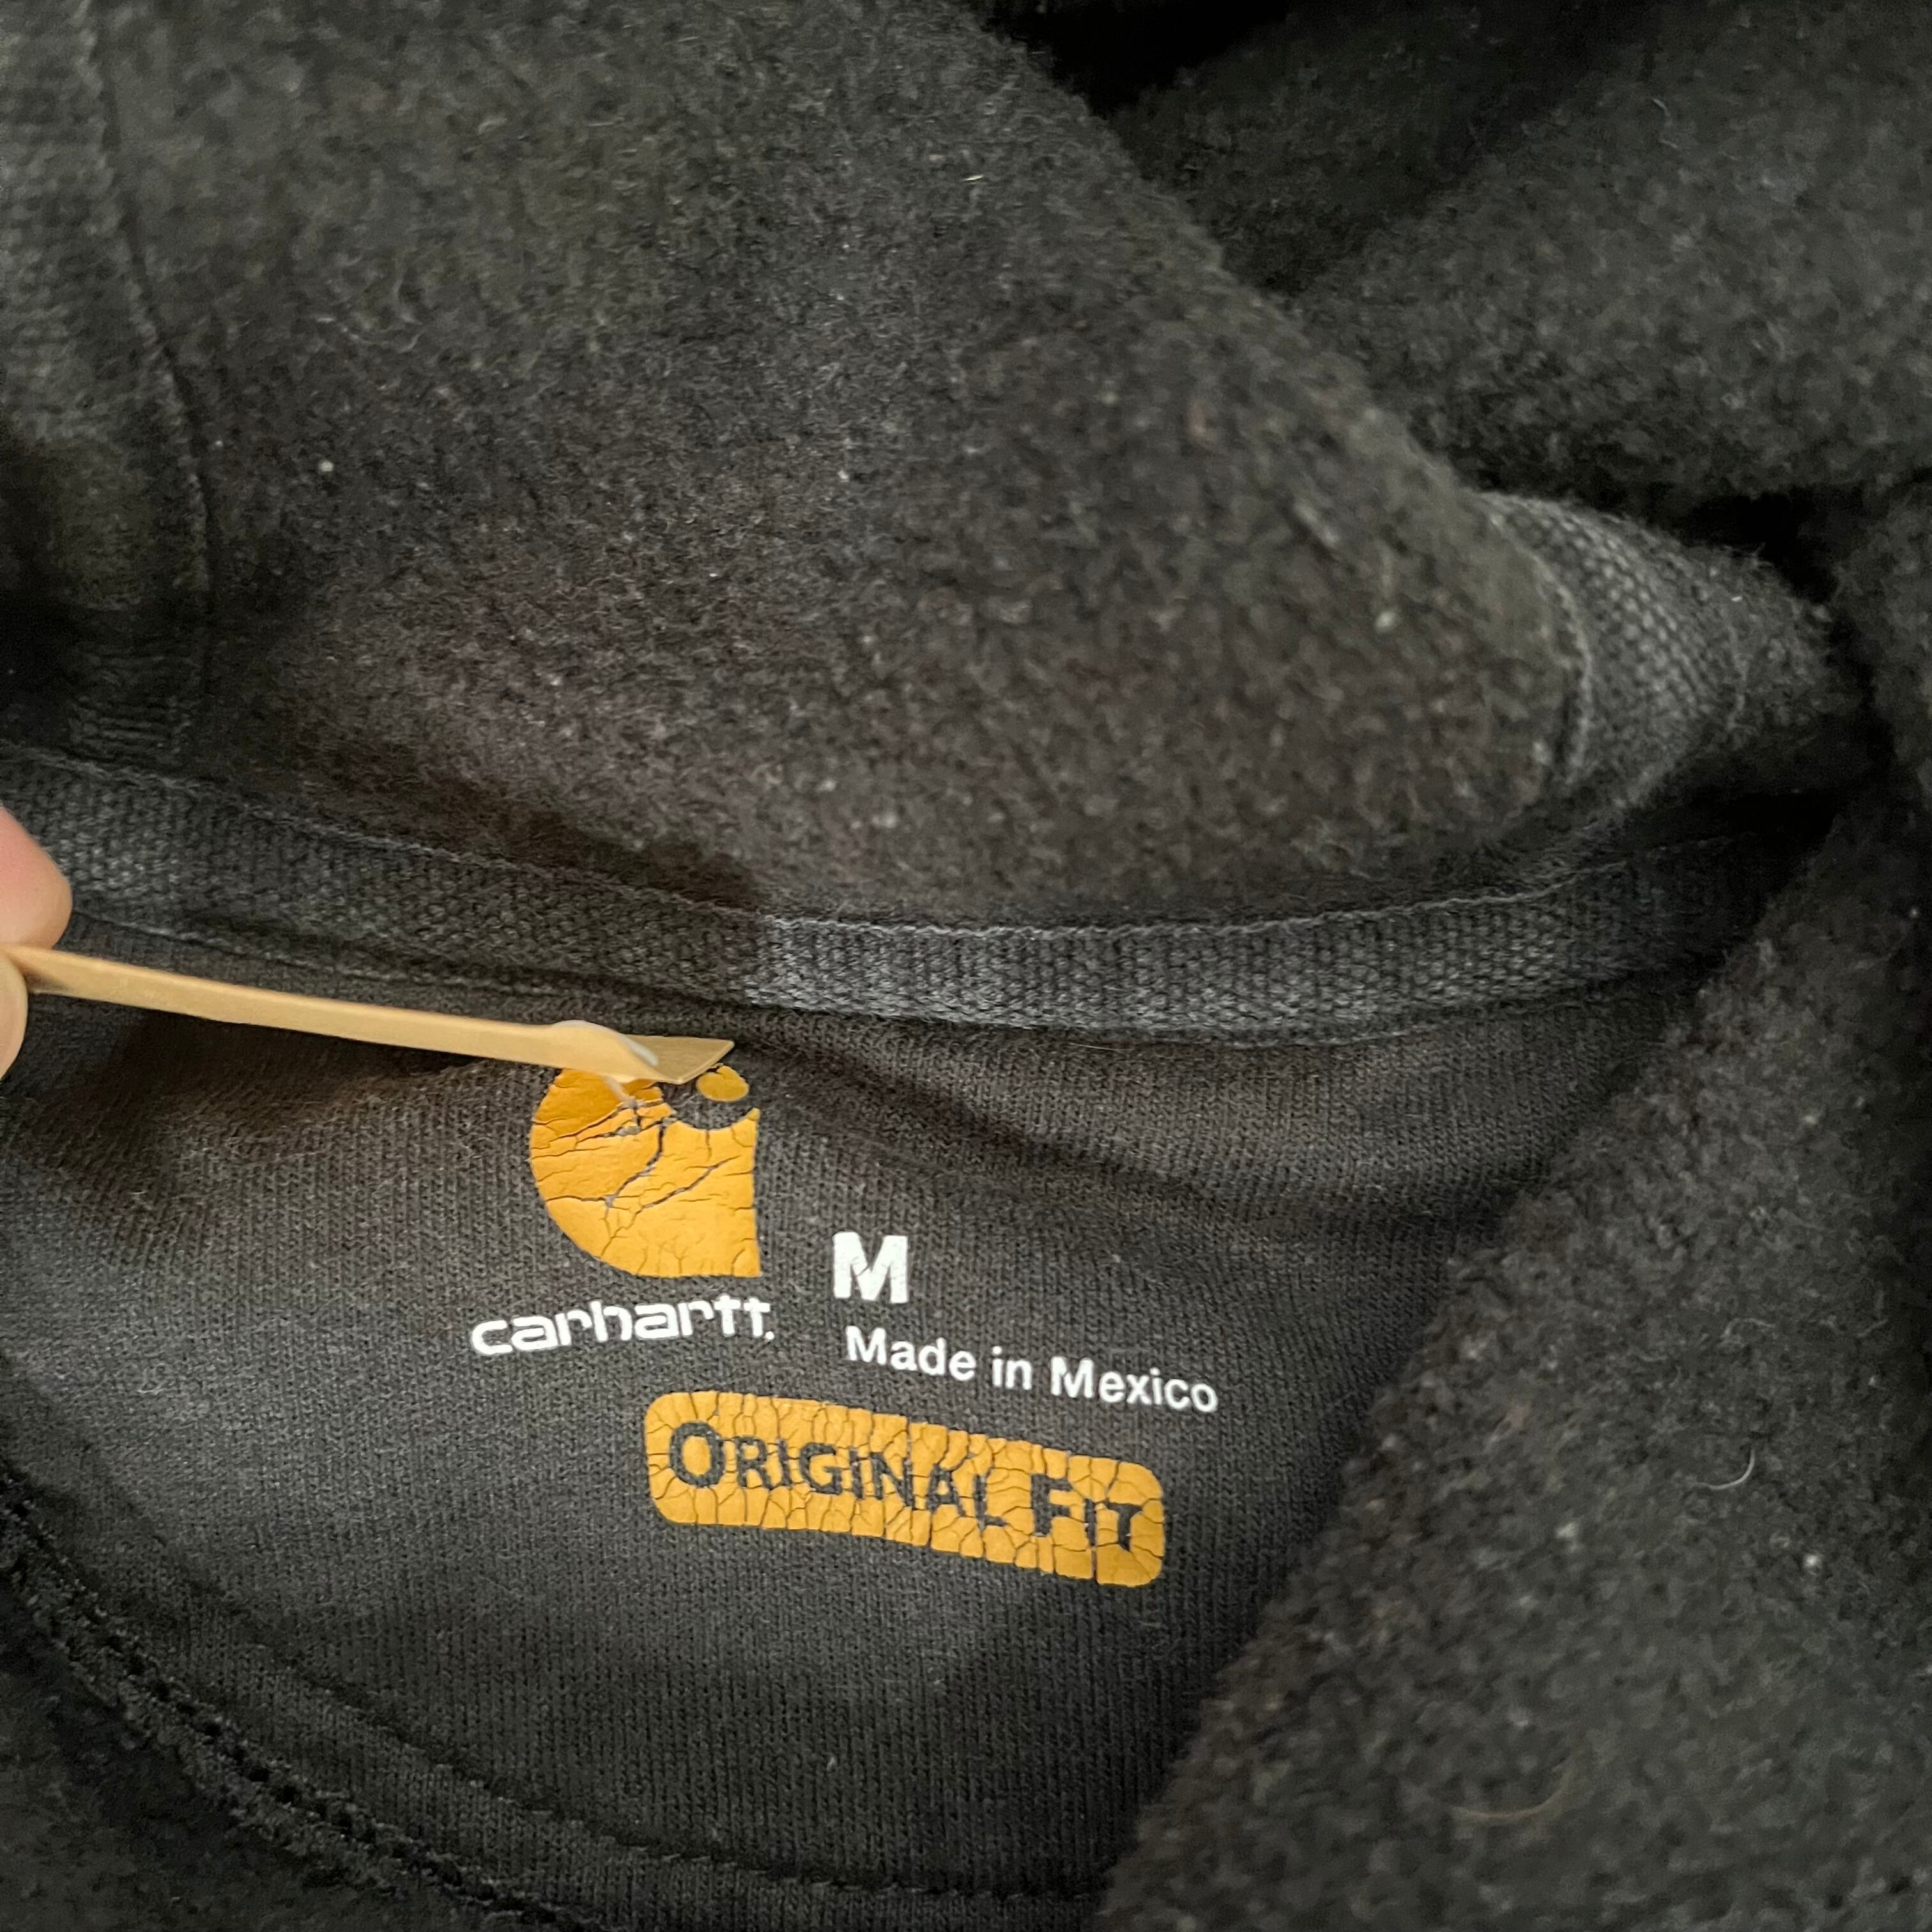 carhartt.
M
Made in Mexico
ORIGINAL FIT